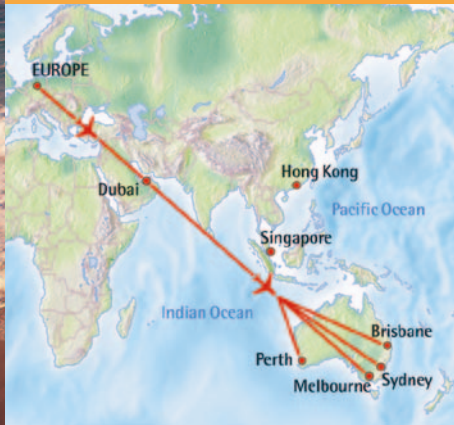 EUROPE
Dubai
Hong Kong
Pacific Ocean
Singapore
Indian Ocean
Brisbane
Perth
Sydney
Melbourne